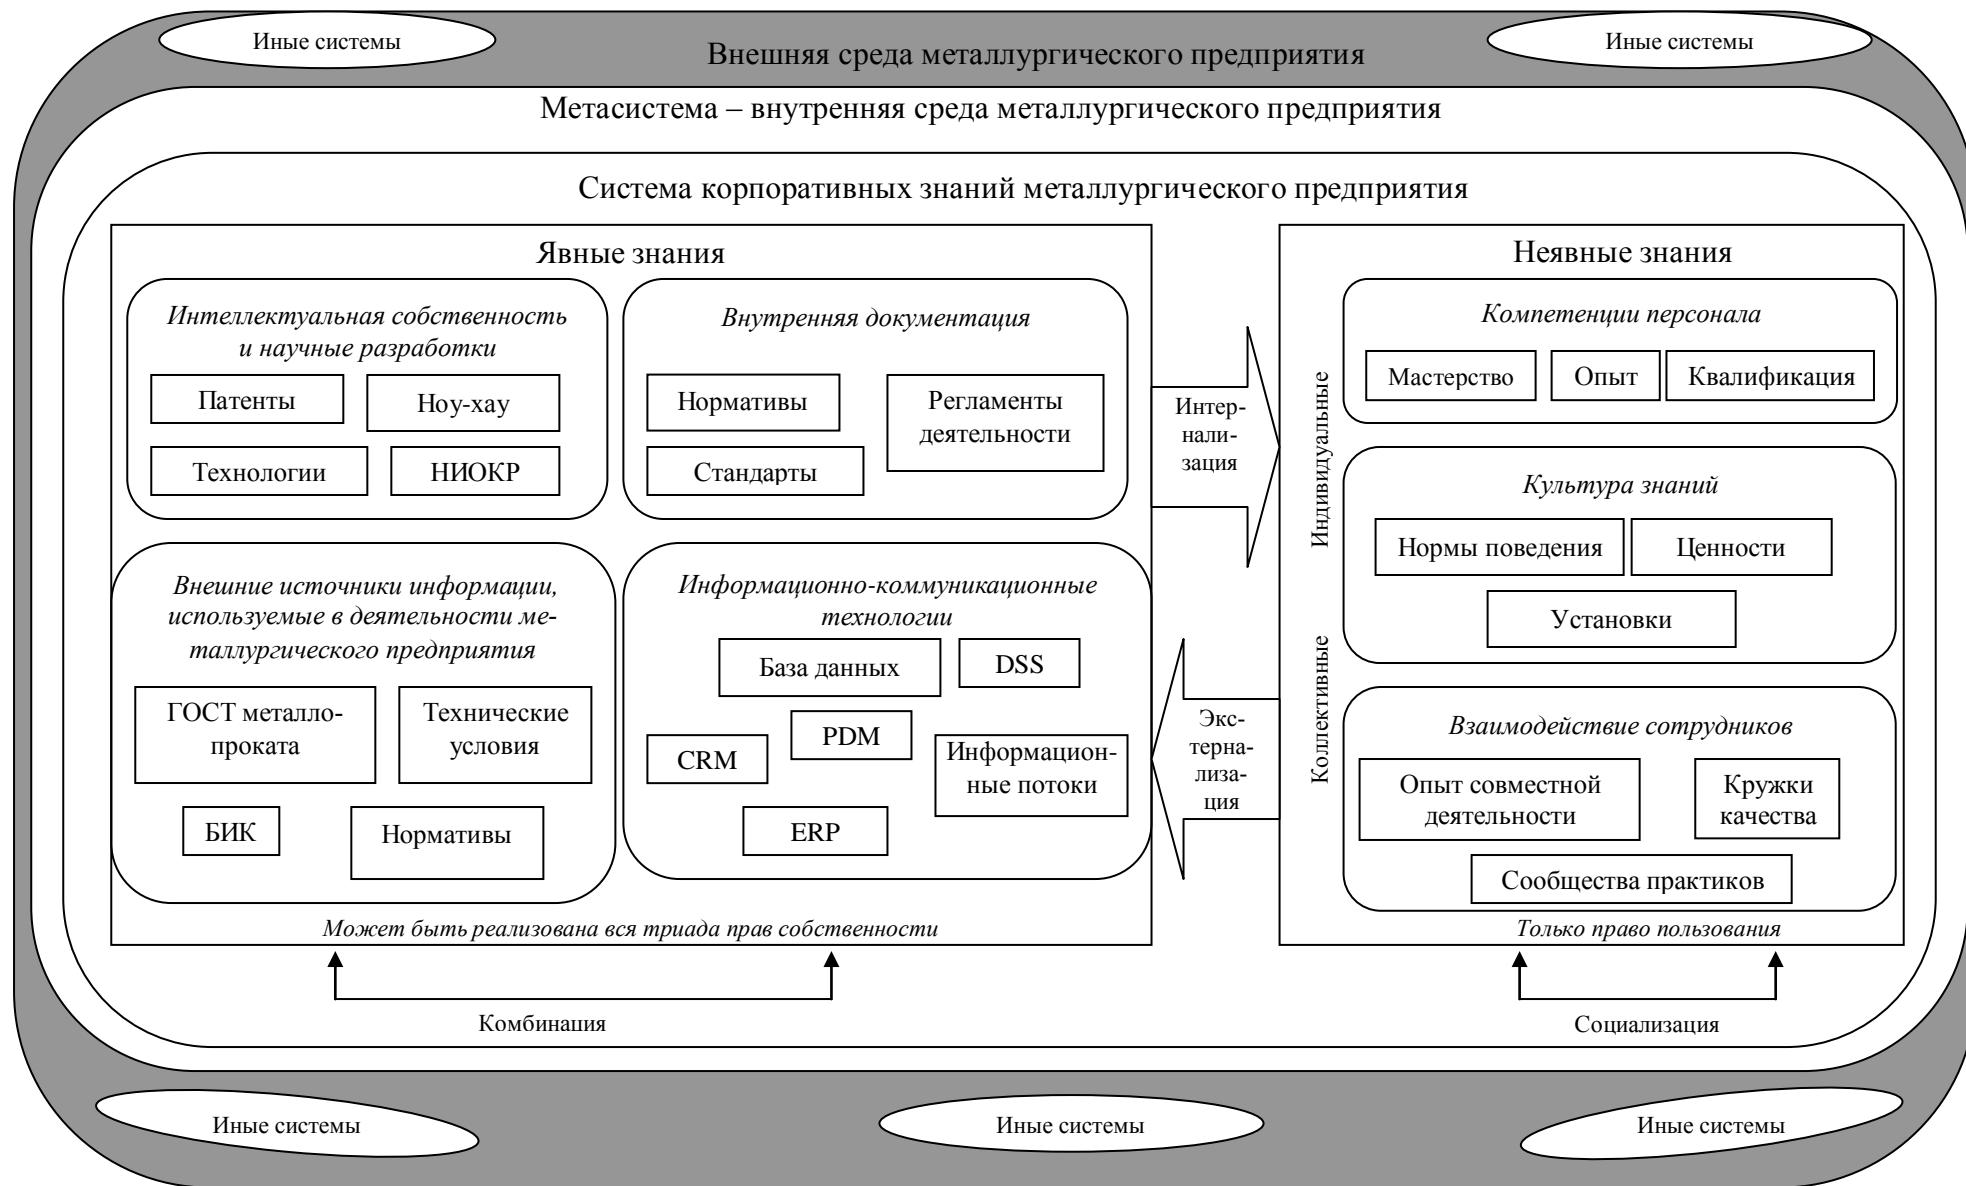 Иные системы
Иные системы
Внешняя среда металлургического предприятия
Метасистема – внутренняя среда металлургического предприятия
Система корпоративных знаний металлургического предприятия
Явные знания
Интеллектуальная собственность
и научные разработки
Патенты
Ноу-хау
Технологии
НИОКР
Внутренняя документация
Нормативы
Регламенты
деятельности
Стандарты
Внешние источники информации,
используемые в деятельности ме-
таллургического предприятия
ГОСТ металло-
проката
Технические
условия
БИК
Нормативы
Информационно-коммуникационные
технологии
База данных
DSS
PDM
CRM
Информацион-
ные потоки
ERP
Может быть реализована вся триада прав собственности
Интер-
нали-
зация
Экс-
терна-
лиза-
ция
Неявные знания
Индивидуальные
Коллективные
Компетенции персонала
Мастерство
Опыт
Квалификация
Культура знаний
Нормы поведения
Ценности
Установки
Взаимодействие сотрудников
Опыт совместной
деятельности
Кружки
качества
Сообщества практиков
Только право пользования
Комбинация
Социализация
Иные системы
Иные системы
Иные системы